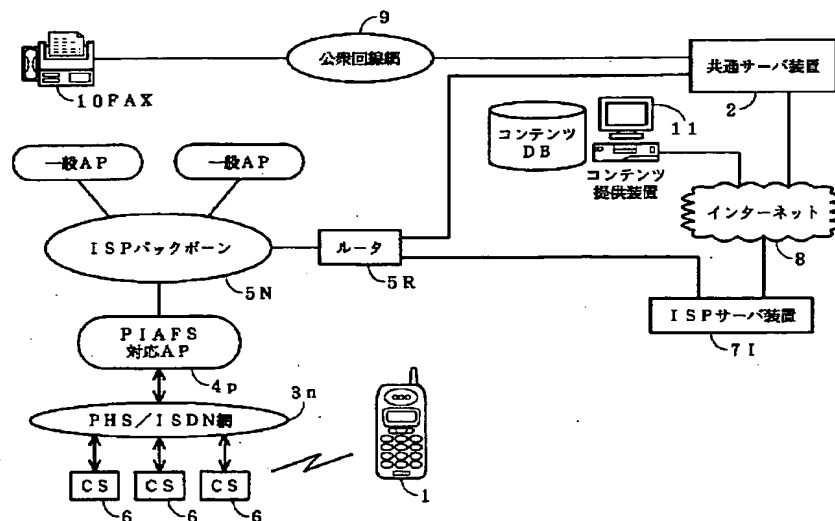 9
公衆回線網
共通サーバ装置
2
10FAX
11
コンテンツ
DB
コンテンツ
提供装置
一般AP
一般AP
インターネット
8
ISPバックボーン
5N
ルータ
5R
ISPサーバ装置
7I
PIAFS
対応AP
4p
3n
PHS/ISDN網
CS
CS
CS
6
6
6
1